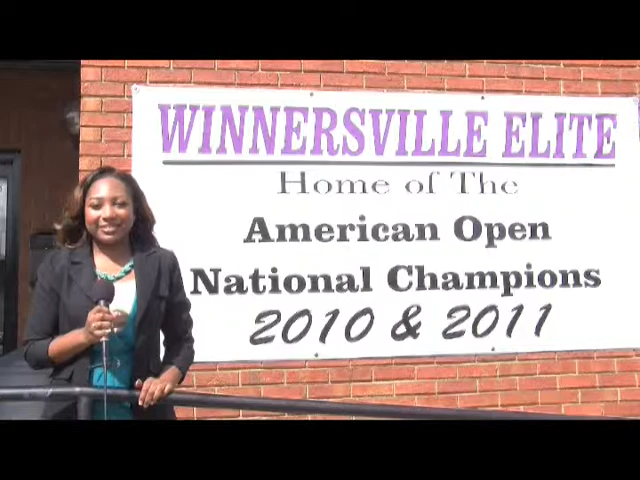 WINNERSVILLE ELITE
Home of The
American Open
National Champions
2010 & 2011